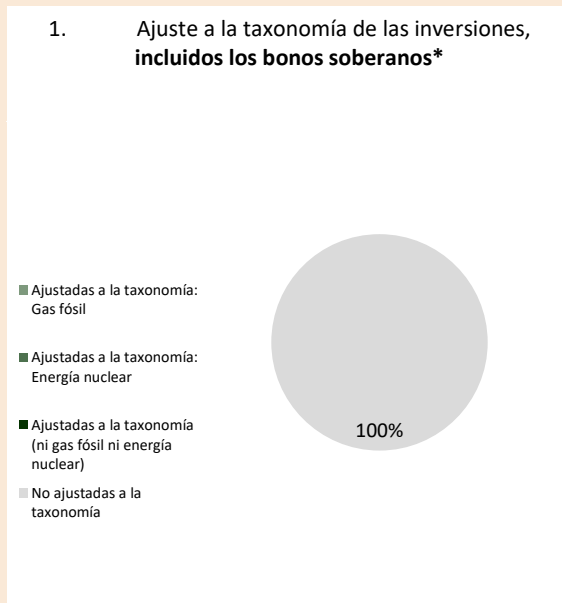 1. Ajuste a la taxonomía de las inversiones,
incluidos los bonos soberanos*
Ajustadas a la taxonomía:
Gas fósil
Ajustadas a la taxonomía:
Energía nuclear
Ajustadas a la taxonomía
(ni gas fósil ni energía
nuclear)
No ajustadas a la
taxonomía
100%